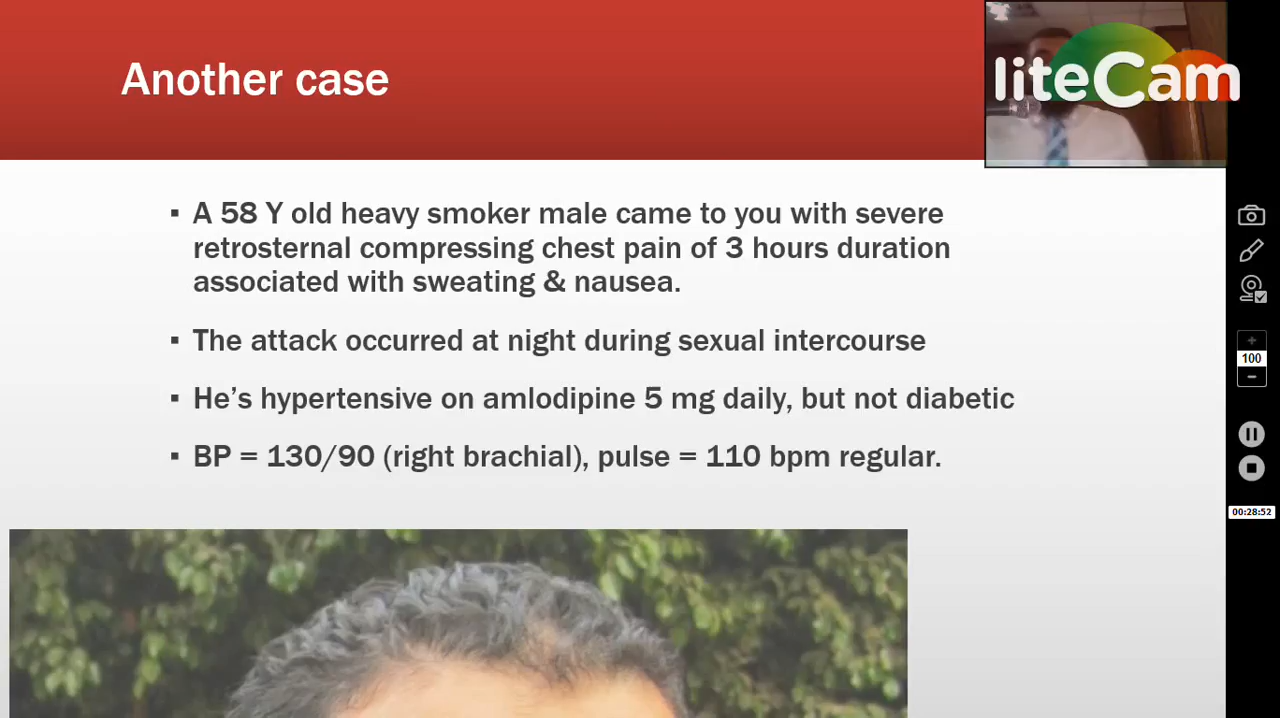 Another case
liteCam
▪ A 58 Y old heavy smoker male came to you with severe
retrosternal compressing chest pain of 3 hours duration
associated with sweating & nausea.
▪ The attack occurred at night during sexual intercourse
▪ He's hypertensive on amlodipine 5 mg daily, but not diabetic
▪ BP = 130/90 (right brachial), pulse = 110 bpm regular.
100
00:28:52